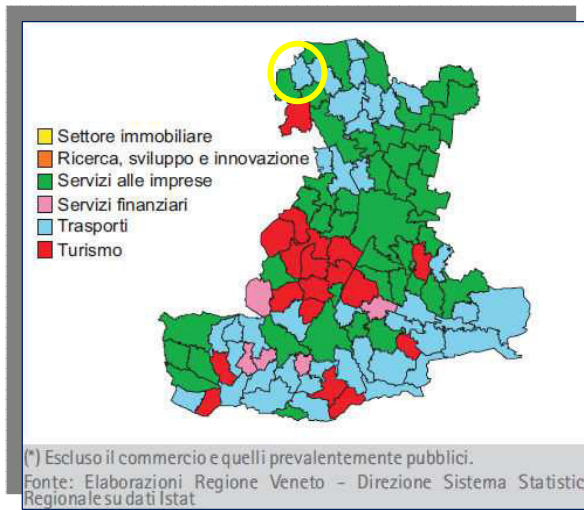 Settore immobiliare
Ricerca, sviluppo e innovazione
Servizi alle imprese
Servizi finanziari
Trasporti
Turismo
(*) Escluso il commercio e quelli prevalentemente pubblici.
Fonte: Elaborazioni Regione Veneto – Direzione Sistema Statistic
Regionale su dati Istat